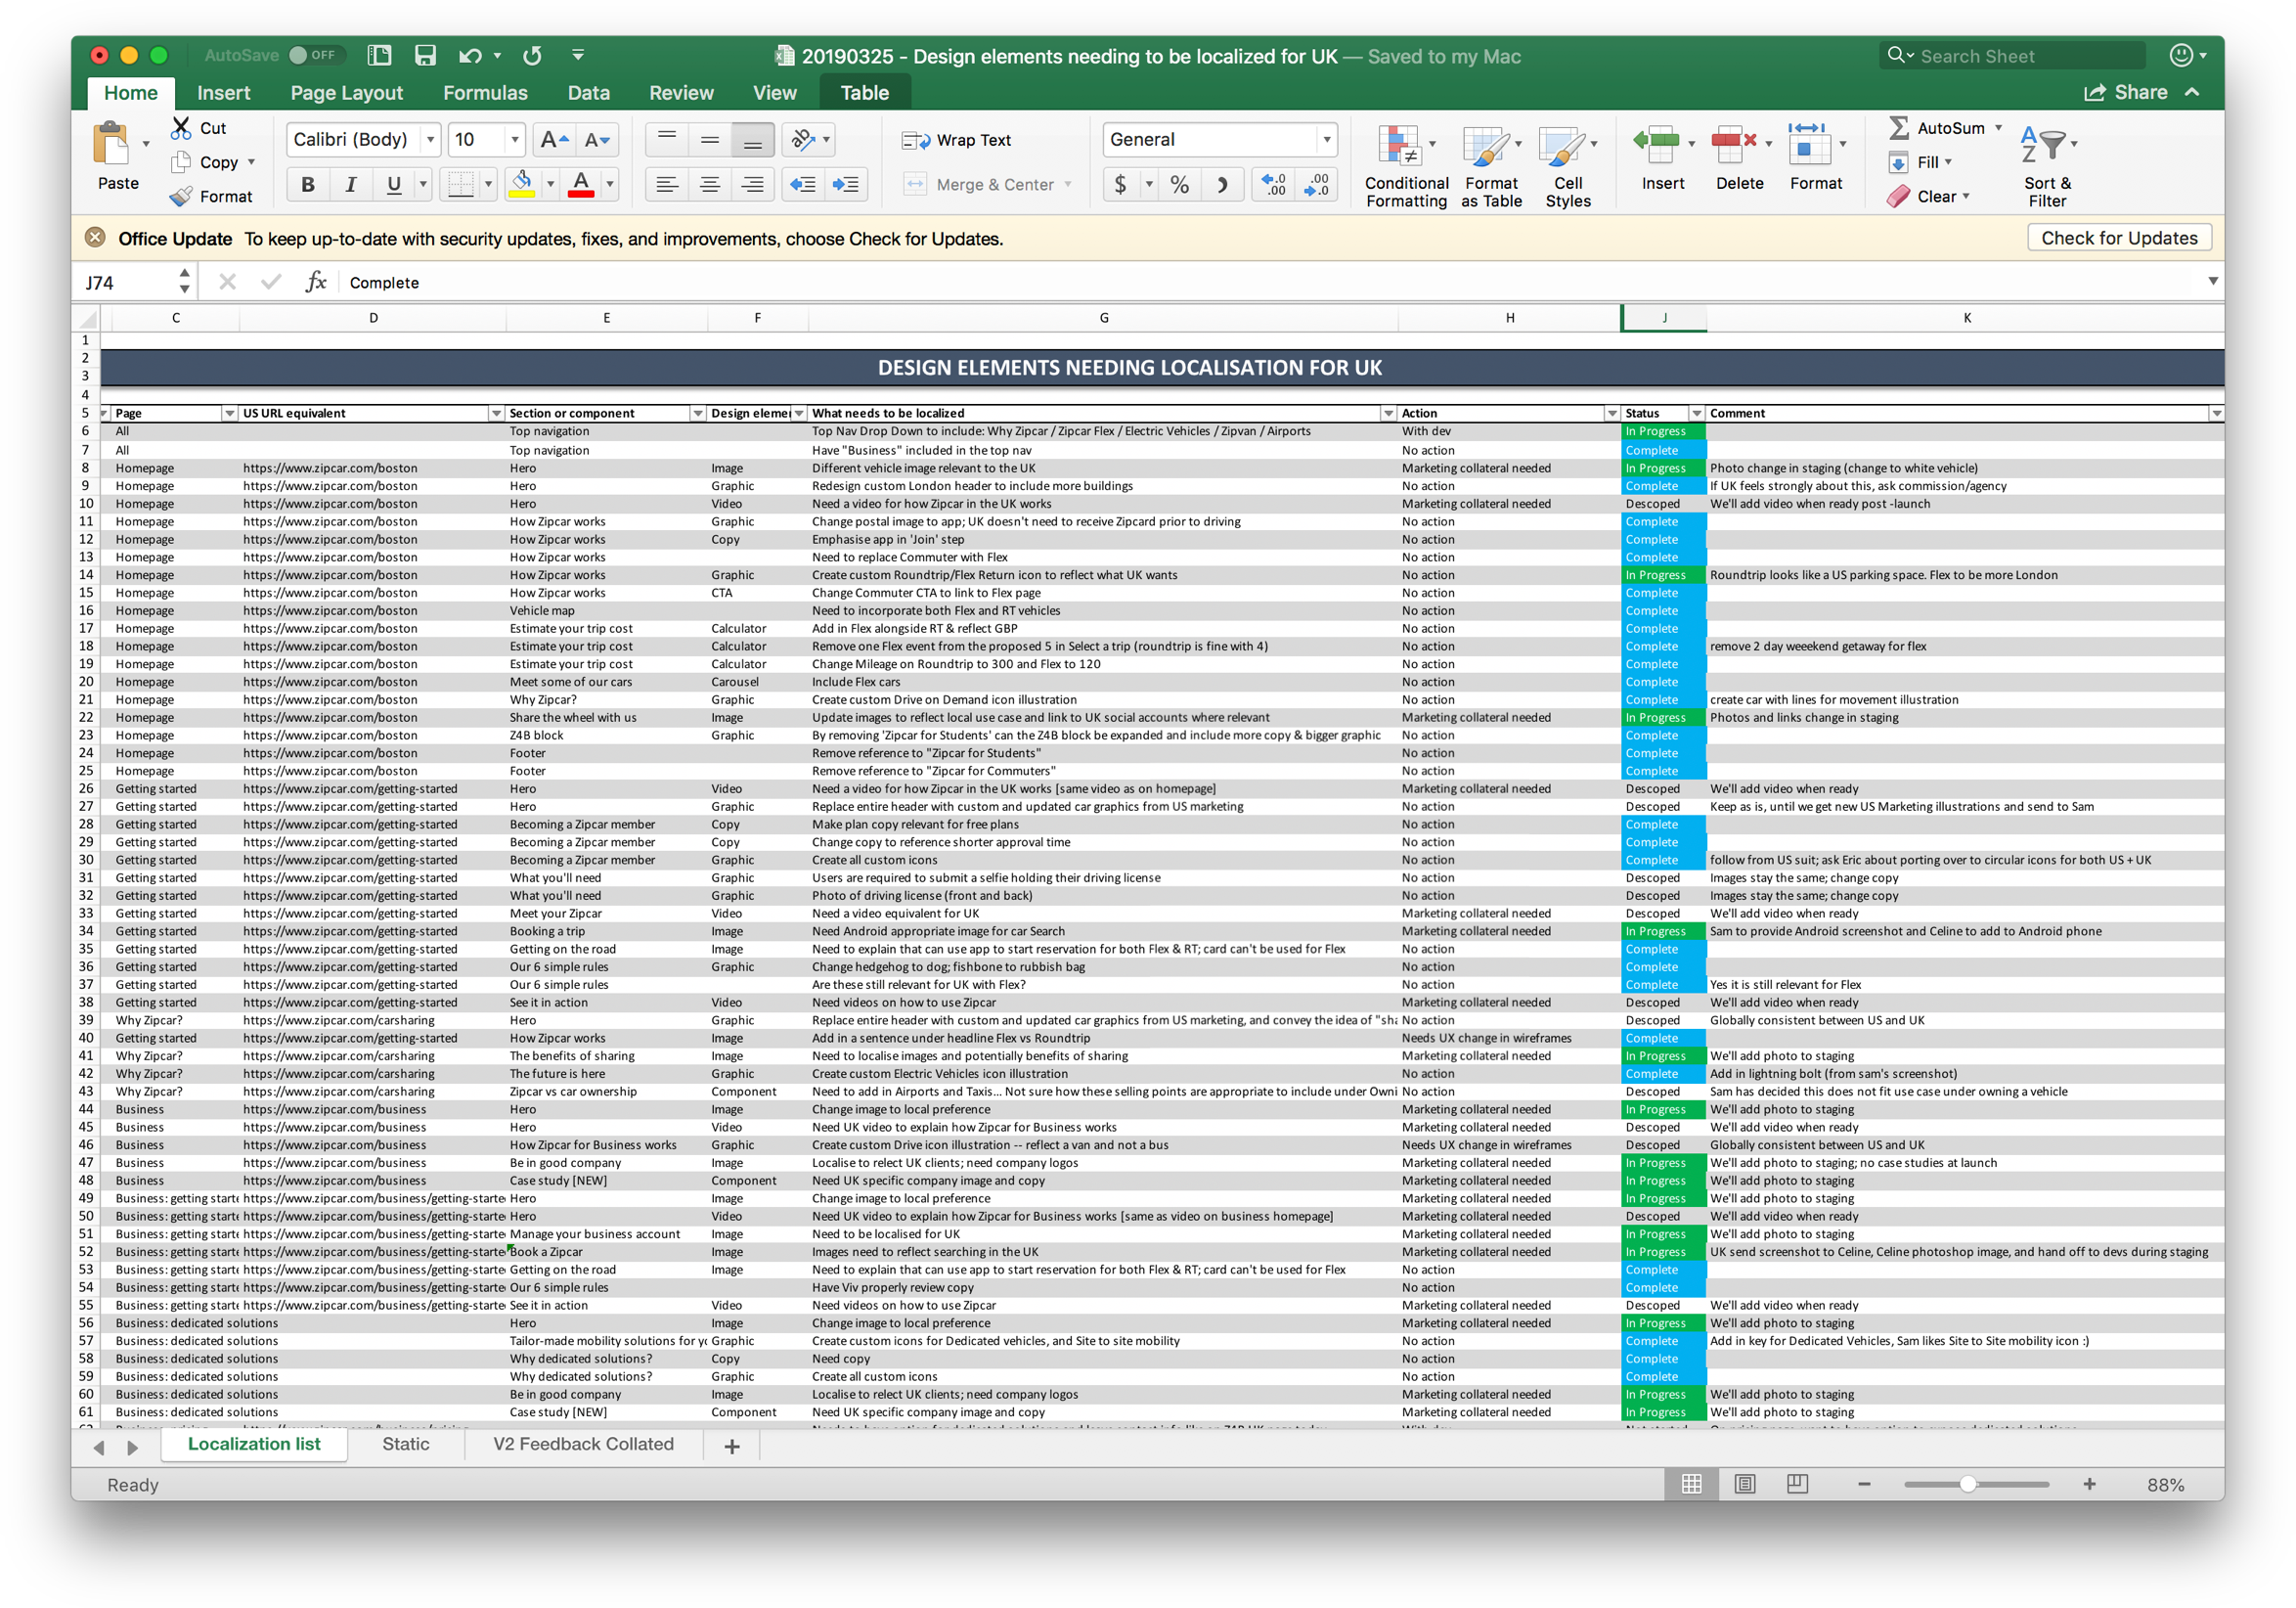 AutoSave OFF 20190325 - Design elements needing to be localized for UK — Saved to my Mac Search Sheet
Home Insert Page Layout Formulas Data Review View Table Share
Paste Cut Copy Format
Calibri (Body) 10 A A
B I U A
Wrap Text
Merge & Center
General
$ % .0 .00 .00 .0
Conditional Formatting Format as Table Cell Styles Insert Delete Format
AutoSum Fill Clear Sort & Filter
Office Update To keep up-to-date with security updates, fixes, and improvements, choose Check for Updates. Check for Updates
J74 fx Complete
C D E F G H J K
1
2
3 DESIGN ELEMENTS NEEDING LOCALISATION FOR UK
4
5 Page US URL equivalent Section or component Design elemer What needs to be localized Action Status Comment
6 All Top navigation Top Nav Drop Down to include: Why Zipcar / Zipcar Flex / Electric Vehicles / Zipvan / Airports With dev In Progress
7 All Top navigation Have "Business" included in the top nav No action Complete
8 Homepage https://www.zipcar.com/boston Hero Image Different vehicle image relevant to the UK Marketing collateral needed In Progress Photo change in staging (change to white vehicle)
9 Homepage https://www.zipcar.com/boston Hero Graphic Redesign custom London header to include more buildings No action Complete If UK feels strongly about this, ask commission/agency
10 Homepage https://www.zipcar.com/boston Hero Video Need a video for how Zipcar in the UK works Marketing collateral needed Descoped We'll add video when ready post -launch
11 Homepage https://www.zipcar.com/boston How Zipcar works Graphic Change postal image to app; UK doesn't need to receive Zipcard prior to driving No action Complete
12 Homepage https://www.zipcar.com/boston How Zipcar works Copy Emphasise app in 'Join' step No action Complete
13 Homepage https://www.zipcar.com/boston How Zipcar works Need to replace Commuter with Flex No action Complete
14 Homepage https://www.zipcar.com/boston How Zipcar works Graphic Create custom Roundtrip/Flex Return icon to reflect what UK wants No action In Progress Roundtrip looks like a US parking space. Flex to be more London
15 Homepage https://www.zipcar.com/boston How Zipcar works CTA Change Commuter CTA to link to Flex page No action Complete
16 Homepage https://www.zipcar.com/boston Vehicle map Need to incorporate both Flex and RT vehicles No action Complete
17 Homepage https://www.zipcar.com/boston Estimate your trip cost Calculator Add in Flex alongside RT & reflect GBP No action Complete
18 Homepage https://www.zipcar.com/boston Estimate your trip cost Calculator Remove one Flex event from the proposed 5 in Select a trip (roundtrip is fine with 4) No action Complete remove 2 day weeekend getaway for flex
19 Homepage https://www.zipcar.com/boston Estimate your trip cost Calculator Change Mileage on Roundtrip to 300 and Flex to 120 No action Complete
20 Homepage https://www.zipcar.com/boston Meet some of our cars Carousel Include Flex cars No action Complete
21 Homepage https://www.zipcar.com/boston Why Zipcar? Graphic Create custom Drive on Demand icon illustration No action Complete create car with lines for movement illustration
22 Homepage https://www.zipcar.com/boston Share the wheel with us Image Update images to reflect local use case and link to UK social accounts where relevant Marketing collateral needed In Progress Photos and links change in staging
23 Homepage https://www.zipcar.com/boston Z4B block Graphic By removing 'Zipcar for Students' can the Z4B block be expanded and include more copy & bigger graphic No action Complete
24 Homepage https://www.zipcar.com/boston Footer Remove reference to "Zipcar for Students" No action Complete
25 Homepage https://www.zipcar.com/boston Footer Remove reference to "Zipcar for Commuters" No action Complete
26 Getting started https://www.zipcar.com/getting-started Hero Video Need a video for how Zipcar in the UK works [same video as on homepage] Marketing collateral needed Descoped We'll add video when ready
27 Getting started https://www.zipcar.com/getting-started Hero Graphic Replace entire header with custom and updated car graphics from US marketing No action Descoped Keep as is, until we get new US Marketing illustrations and send to Sam
28 Getting started https://www.zipcar.com/getting-started Becoming a Zipcar member Copy Make plan copy relevant for free plans No action Complete
29 Getting started https://www.zipcar.com/getting-started Becoming a Zipcar member Copy Change copy to reference shorter approval time No action Complete
30 Getting started https://www.zipcar.com/getting-started Becoming a Zipcar member Graphic Create all custom icons No action Complete follow from US suit; ask Eric about porting over to circular icons for both US + UK
31 Getting started https://www.zipcar.com/getting-started What you'll need Graphic Users are required to submit a selfie holding their driving license No action Descoped Images stay the same; change copy
32 Getting started https://www.zipcar.com/getting-started What you'll need Graphic Photo of driving license (front and back) No action Descoped Images stay the same; change copy
33 Getting started https://www.zipcar.com/getting-started Meet your Zipcar Video Need a video equivalent for UK Marketing collateral needed Descoped We'll add video when ready
34 Getting started https://www.zipcar.com/getting-started Booking a trip Image Need Android appropriate image for car Search Marketing collateral needed In Progress Sam to provide Android screenshot and Celine to add to Android phone
35 Getting started https://www.zipcar.com/getting-started Getting on the road Image Need to explain that can use app to start reservation for both Flex & RT; card can't be used for Flex No action Complete
36 Getting started https://www.zipcar.com/getting-started Our 6 simple rules Graphic Change hedgehog to dog; fishbone to rubbish bag No action Complete
37 Getting started https://www.zipcar.com/getting-started Our 6 simple rules Are these still relevant for UK with Flex? No action Complete Yes it is still relevant for Flex
38 Getting started https://www.zipcar.com/getting-started See it in action Video Need videos on how to use Zipcar Marketing collateral needed Descoped We'll add video when ready
39 Why Zipcar? https://www.zipcar.com/carsharing Hero Graphic Replace entire header with custom and updated car graphics from US marketing, and convey the idea of "sha No action Descoped Globally consistent between US and UK
40 Getting started https://www.zipcar.com/getting-started How Zipcar works Image Add in a sentence under headline Flex vs Roundtrip Needs UX change in wireframes Complete
41 Why Zipcar? https://www.zipcar.com/carsharing The benefits of sharing Image Need to localise images and potentially benefits of sharing Marketing collateral needed In Progress We'll add photo to staging
42 Why Zipcar? https://www.zipcar.com/carsharing The future is here Graphic Create custom Electric Vehicles icon illustration No action Complete Add in lightning bolt (from sam's screenshot)
43 Why Zipcar? https://www.zipcar.com/carsharing Zipcar vs car ownership Component Need to add in Airports and Taxis... Not sure how these selling points are appropriate to include under Owni No action Descoped Sam has decided this does not fit use case under owning a vehicle
44 Business https://www.zipcar.com/business Hero Image Change image to local preference Marketing collateral needed In Progress We'll add photo to staging
45 Business https://www.zipcar.com/business Hero Video Need UK video to explain how Zipcar for Business works Marketing collateral needed Descoped We'll add video when ready
46 Business https://www.zipcar.com/business How Zipcar for Business works Graphic Create custom Drive icon illustration -- reflect a van and not a bus Needs UX change in wireframes Descoped Globally consistent between US and UK
47 Business https://www.zipcar.com/business Be in good company Image Localise to relect UK clients; need company logos Marketing collateral needed In Progress We'll add photo to staging; no case studies at launch
48 Business https://www.zipcar.com/business Case study [NEW] Component Need UK specific company image and copy Marketing collateral needed In Progress We'll add photo to staging
49 Business: getting starte https://www.zipcar.com/business/getting-starte Hero Image Change image to local preference Marketing collateral needed In Progress We'll add photo to staging
50 Business: getting starte https://www.zipcar.com/business/getting-starte Hero Video Need UK video to explain how Zipcar for Business works [same as video on business homepage] Marketing collateral needed Descoped We'll add video when ready
51 Business: getting starte https://www.zipcar.com/business/getting-starte Manage your business account Image Need to be localised for UK Marketing collateral needed In Progress We'll add photo to staging
52 Business: getting starte https://www.zipcar.com/business/getting-starte Book a Zipcar Image Images need to reflect searching in the UK Marketing collateral needed In Progress UK send screenshot to Celine, Celine photoshop image, and hand off to devs during staging
53 Business: getting starte https://www.zipcar.com/business/getting-starte Getting on the road Image Need to explain that can use app to start reservation for both Flex & RT; card can't be used for Flex No action Complete
54 Business: getting starte https://www.zipcar.com/business/getting-starte Our 6 simple rules Have Viv properly review copy No action Complete
55 Business: getting starte https://www.zipcar.com/business/getting-starte See it in action Video Need videos on how to use Zipcar Marketing collateral needed Descoped We'll add video when ready
56 Business: dedicated solutions Hero Image Change image to local preference Marketing collateral needed In Progress We'll add photo to staging
57 Business: dedicated solutions Tailor-made mobility solutions for yo Graphic Create custom icons for Dedicated vehicles, and Site to site mobility No action Complete Add in key for Dedicated Vehicles, Sam likes Site to Site mobility icon :)
58 Business: dedicated solutions Why dedicated solutions? Copy Need copy No action Complete
59 Business: dedicated solutions Why dedicated solutions? Graphic Create all custom icons No action Complete
60 Business: dedicated solutions Be in good company Image Localise to relect UK clients; need company logos Marketing collateral needed In Progress We'll add photo to staging
61 Business: dedicated solutions Case study [NEW] Component Need UK specific company image and copy Marketing collateral needed In Progress We'll add photo to staging
Localization list Static V2 Feedback Collated +
Ready 88%